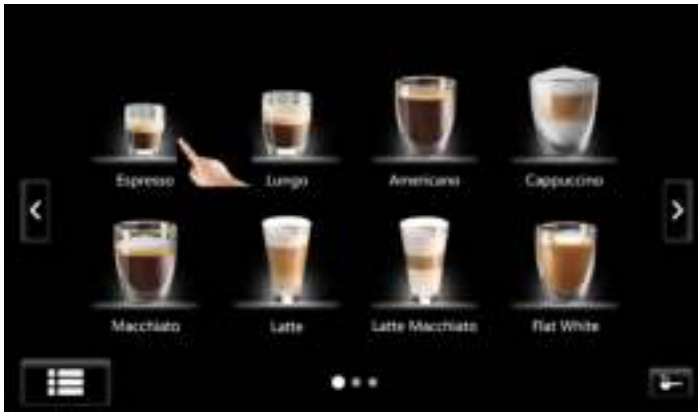 Espresso
Lungo
Americano
Cappuccino
Macchiato
Latte
Latte Macchiato
Flat White